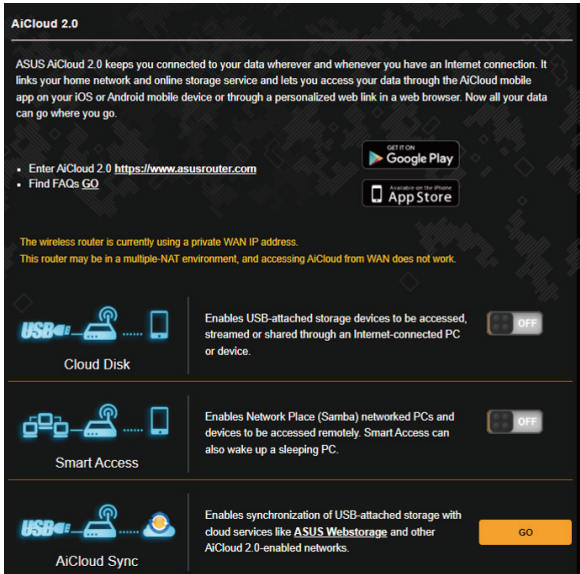 AiCloud 2.0
ASUS AiCloud 2.0 keeps you connected to your data wherever and whenever you have an Internet connection. It
links your home network and online storage service and lets you access your data through the AiCloud mobile
app on your iOS or Android mobile device or through a personalized web link in a web browser. Now all your data
can go where you go.
GET IT ON
Google Play
• Enter AiCloud 2.0 https://www.asusrouter.com
• Find FAQs GO
Available on the iPhone
App Store
The wireless router is currently using a private WAN IP address.
This router may be in a multiple-NAT environment, and accessing AiCloud from WAN does not work.
USB
Cloud Disk
Enables USB-attached storage devices to be accessed,
streamed or shared through an Internet-connected PC
or device.
OFF
Smart Access
Enables Network Place (Samba) networked PCs and
devices to be accessed remotely. Smart Access can
also wake up a sleeping PC.
OFF
USB
AiCloud Sync
Enables synchronization of USB-attached storage with
cloud services like ASUS Webstorage and other
AiCloud 2.0-enabled networks.
GO